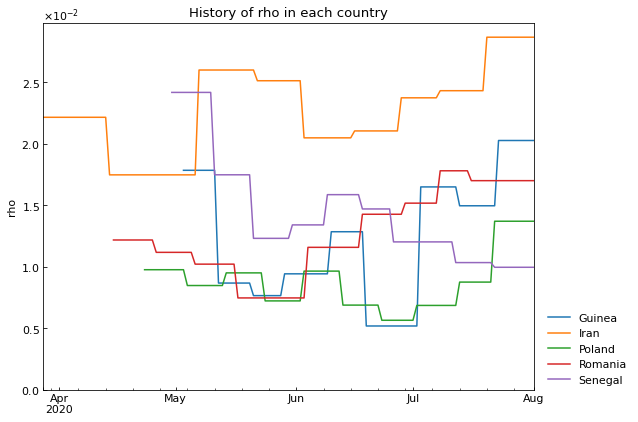 History of rho in each country
×10⁻²
2.5
2.0
1.5
1.0
0.5
0.0
rho
Apr May Jun Jul Aug
2020
Guinea
Iran
Poland
Romania
Senegal